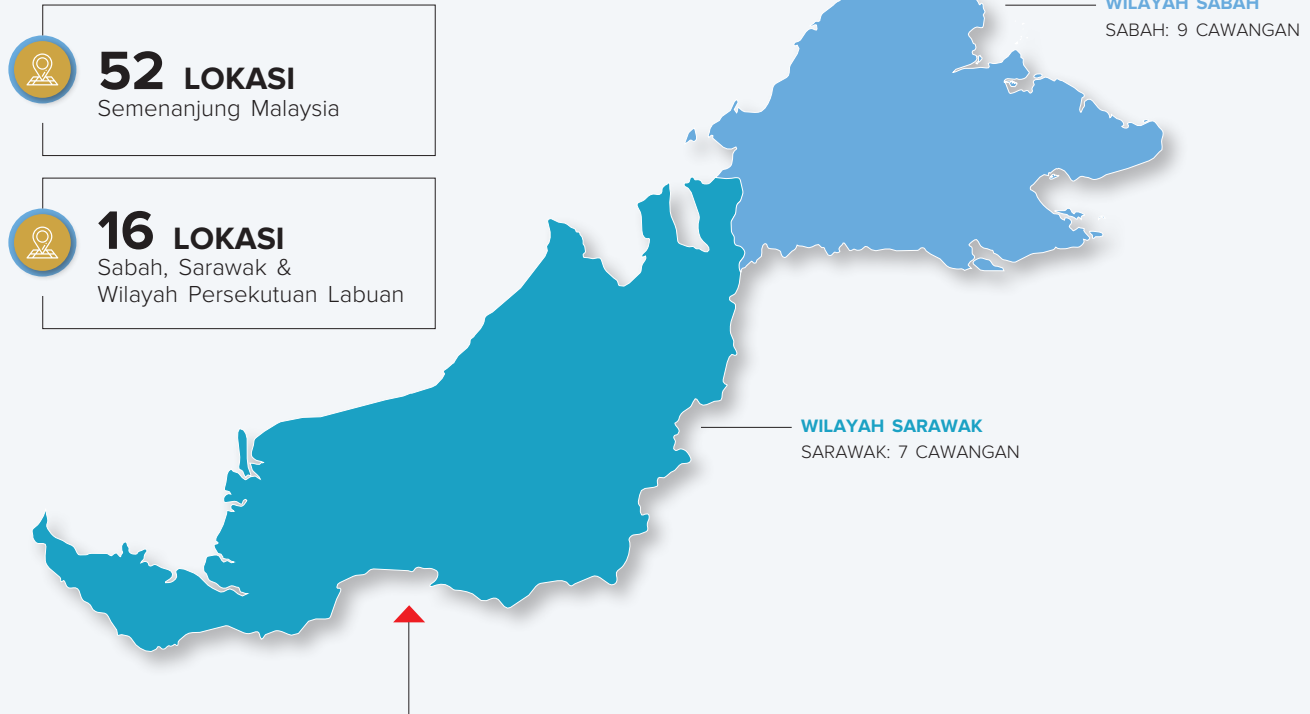 WILAYAH SABAH
SABAH: 9 CAWANGAN
52 LOKASI
Semenanjung Malaysia
16 LOKASI
Sabah, Sarawak &
Wilayah Persekutuan Labuan
WILAYAH SARAWAK
SARAWAK: 7 CAWANGAN